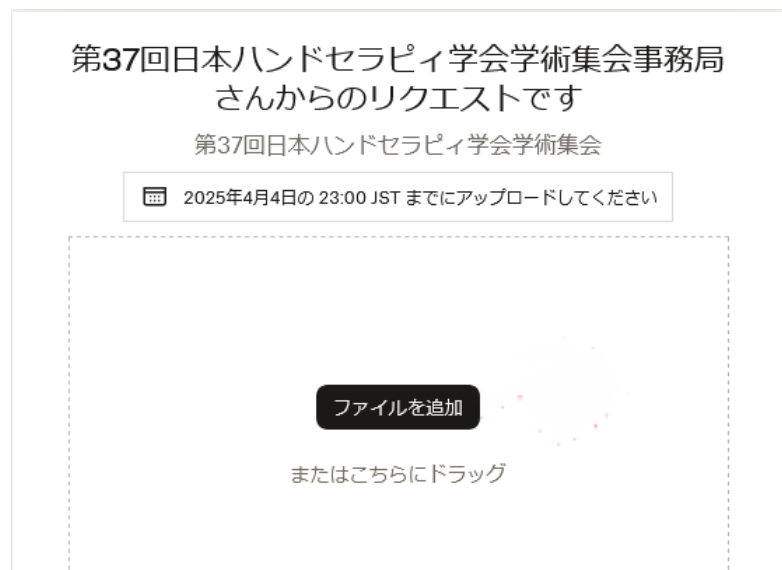 第37回日本ハンドセラピィ学会学術集会事務局
さんからのリクエストです
第37回日本ハンドセラピィ学会学術集会
2025年4月4日の 23:00 JST までにアップロードしてください
ファイルを追加
またはこちらにドラッグ